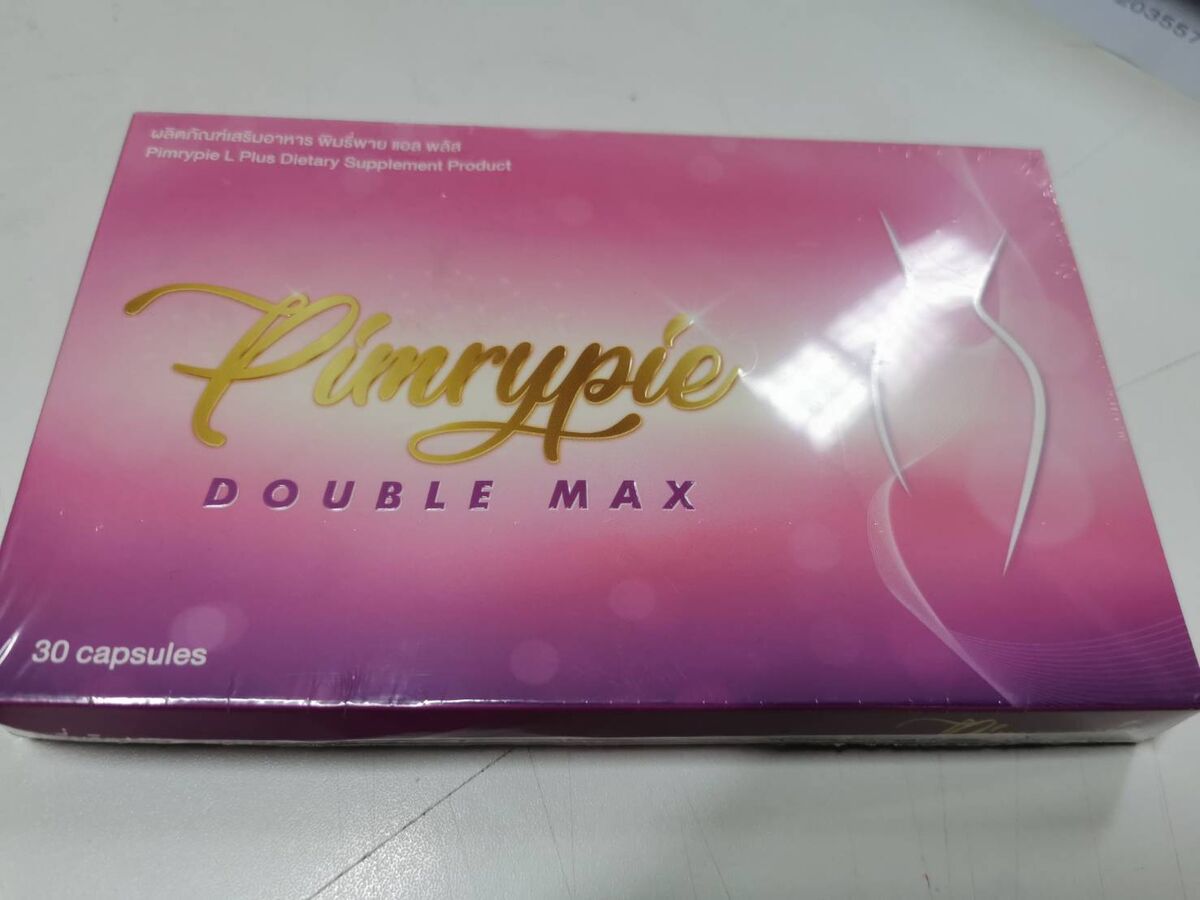 ผลิตภัณฑ์เสริมอาหาร พิมรี่พาย แอล พลัส
Pimrypie L Plus Dietary Supplement Product
Pimrypie
DOUBLE MAX
30 capsules
203557